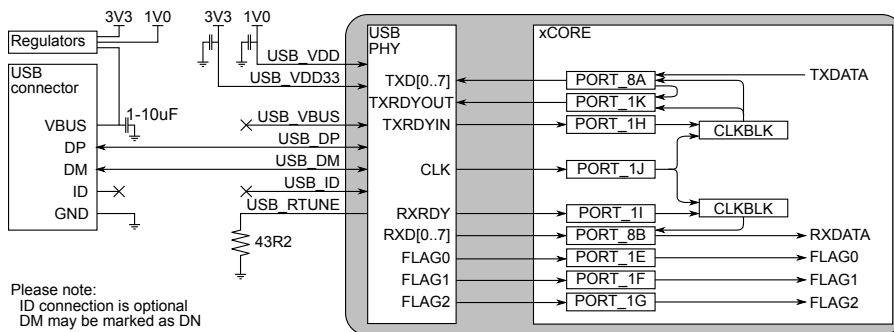 3V3 1V0
Regulators
USB
connector
VBUS
DP
DM
ID
GND
1-10uF
3V3 1V0
USB_VDD
USB_VDD33
USB_VBUS
USB_DP
USB_DM
USB_ID
USB_RTUNE
43R2
Please note:
ID connection is optional
DM may be marked as DN
USB
PHY
TXD[0..7]
TXRDYOUT
TXRDYIN
CLK
RXRDY
RXD[0..7]
FLAG0
FLAG1
FLAG2
xCORE
PORT_8A
PORT_1K
PORT_1H
PORT_1J
PORT_1I
PORT_8B
PORT_1E
PORT_1F
PORT_1G
CLKBLK
CLKBLK
TXDATA
RXDATA
FLAG0
FLAG1
FLAG2